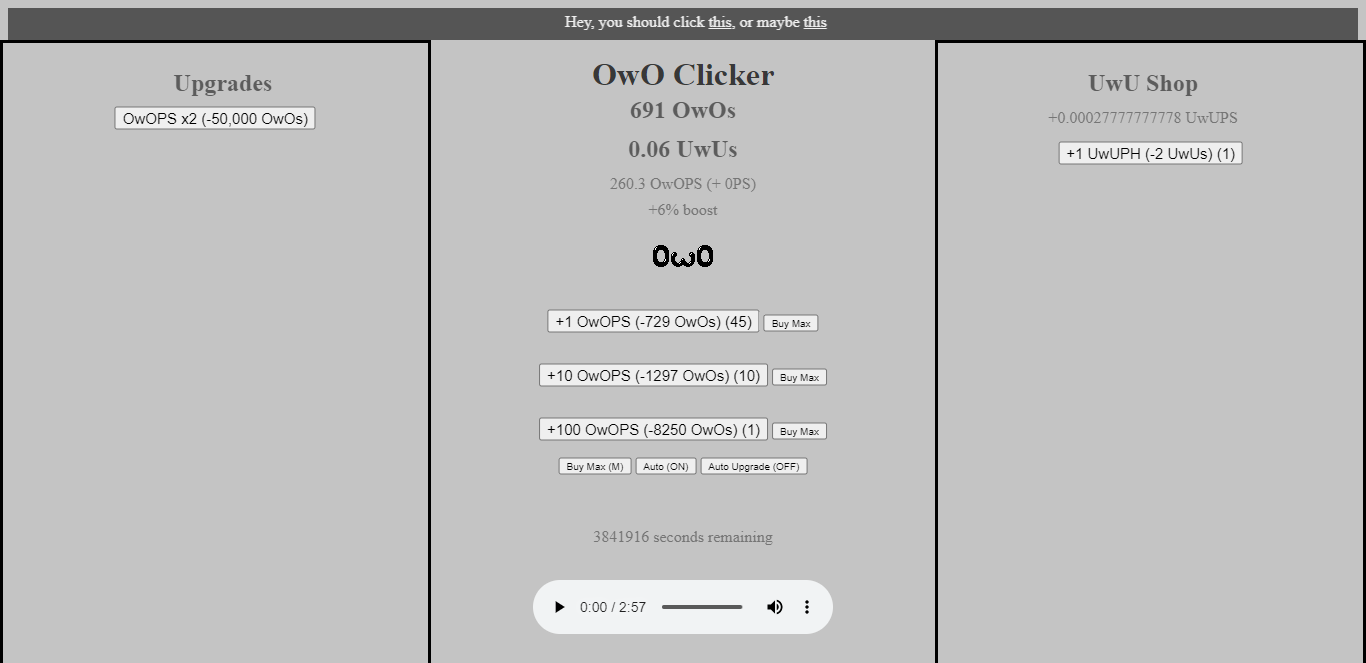 Hey, you should click this, or maybe this
Upgrades
OwOPS x2 (-50,000 OwOs)
OwO Clicker
691 OwOs
0.06 UwUs
260.3 OwOPS (+ 0PS)
+6% boost
OωO
+1 OwOPS (-729 OwOs) (45) Buy Max
+10 OwOPS (-1297 OwOs) (10) Buy Max
+100 OwOPS (-8250 OwOs) (1) Buy Max
Buy Max (M) Auto (ON) Auto Upgrade (OFF)
3841916 seconds remaining
0:00 / 2:57
UwU Shop
+0.00027777777778 UwUPS
+1 UwUPH (-2 UwUs) (1)